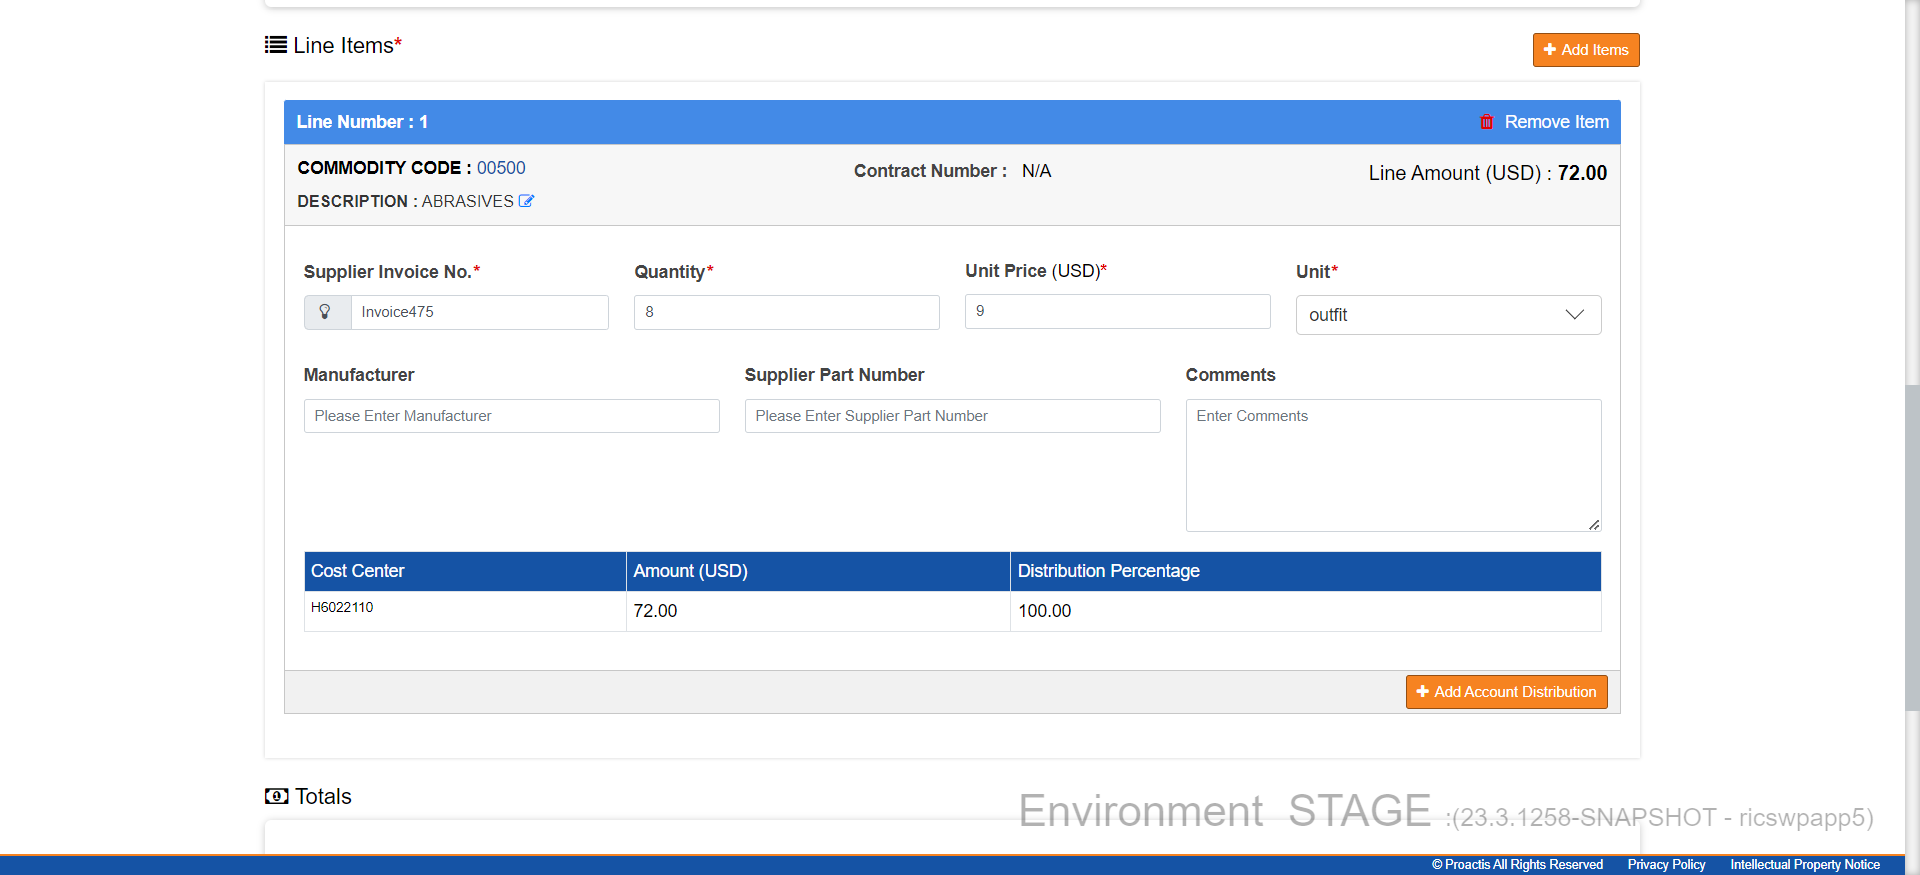 Line Items*
Add Items
Line Number : 1
Remove Item
COMMODITY CODE : 00500
Contract Number : N/A
Line Amount (USD) : 72.00
DESCRIPTION : ABRASIVES
Supplier Invoice No.*
Quantity*
Unit Price (USD)*
Unit*
Invoice475
8
9
outfit
Manufacturer
Supplier Part Number
Comments
Please Enter Manufacturer
Please Enter Supplier Part Number
Enter Comments
Cost Center
Amount (USD)
Distribution Percentage
H6022110
72.00
100.00
Add Account Distribution
Totals
Environment STAGE :(23.3.1258-SNAPSHOT - ricswpapp5)
© Proactis All Rights Reserved
Privacy Policy
Intellectual Property Notice